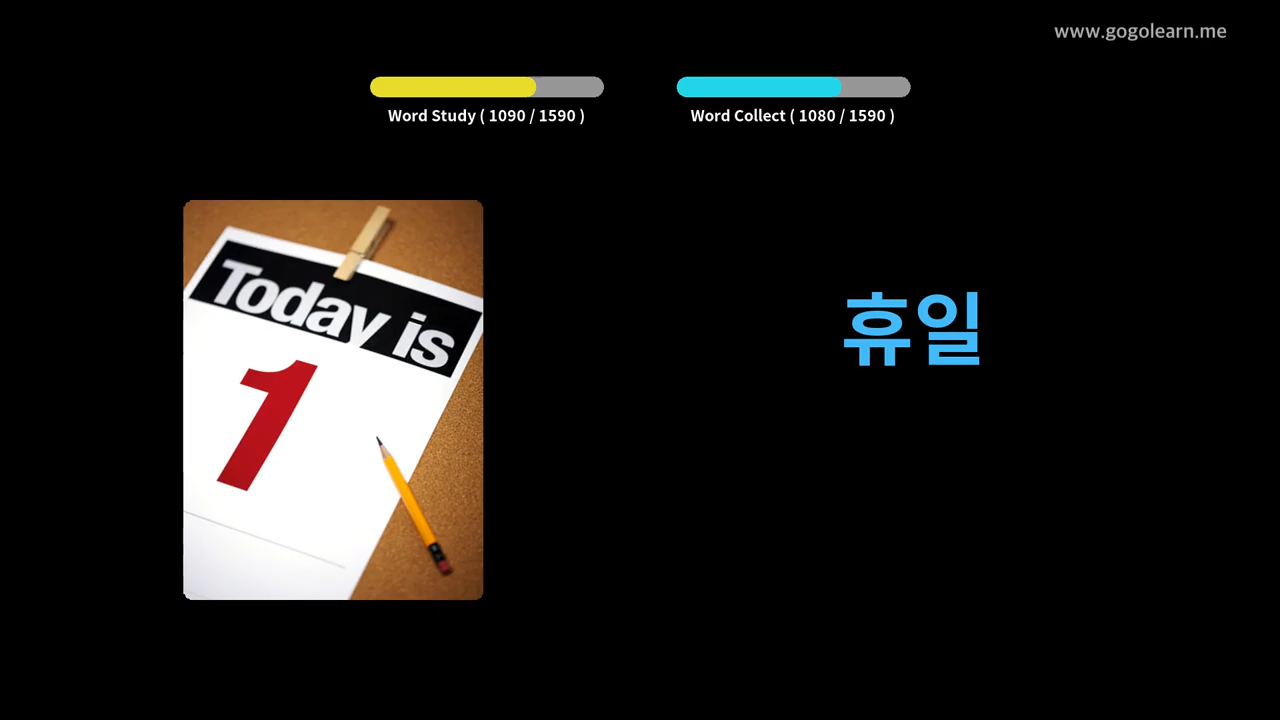 www.gogolearn.me
Word Study ( 1090 / 1590 )
Word Collect ( 1080 / 1590 )
Today is
1
휴일